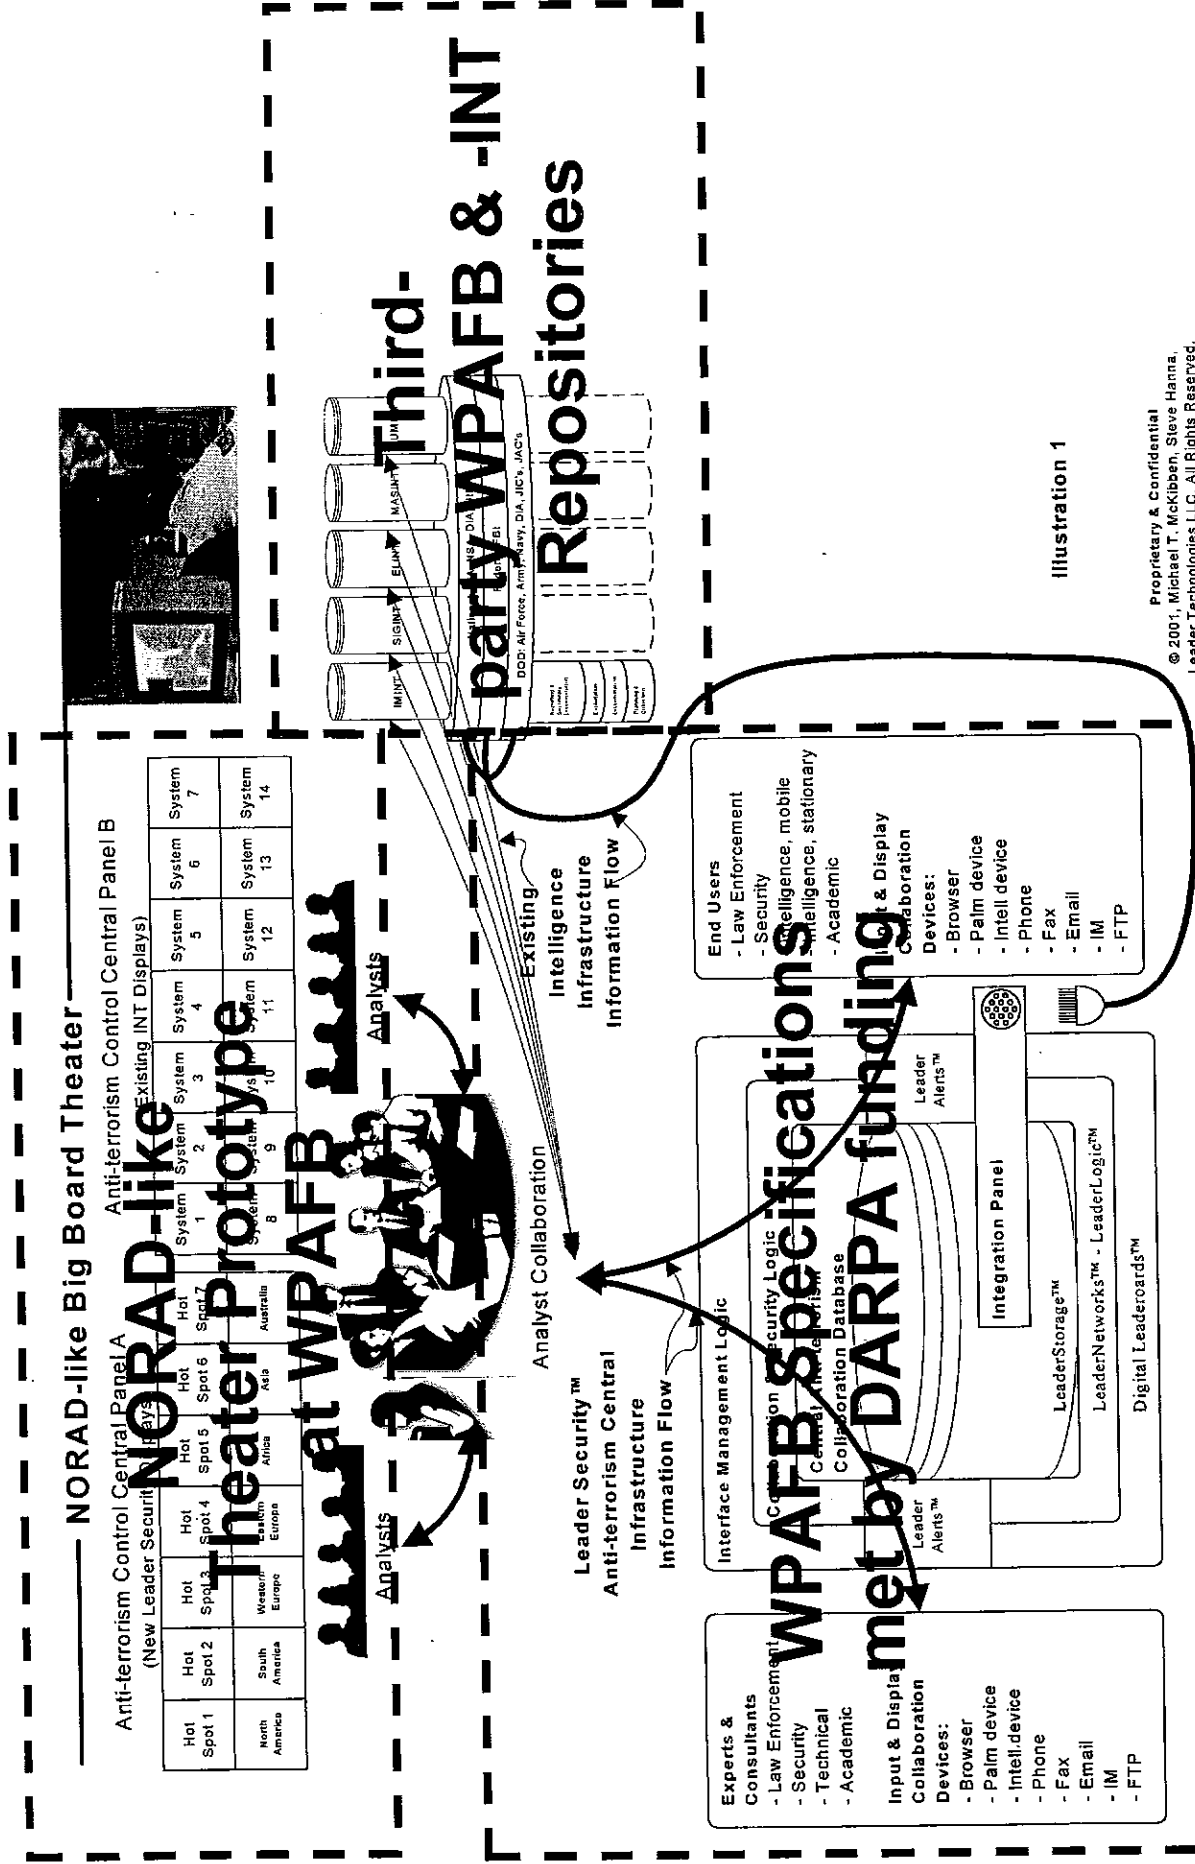 NORAD-like Big Board Theater
Anti-terrorism Control Central Panel A
(New Leader Security
Anti-terrorism Control Central Panel B
Existing INT Displays)
Hot Spot 1
Hot Spot 2
Hot Spot 3
Hot Spot 4
Hot Spot 5
Hot Spot 6
Hot Spot 7
System 1
System 2
System 3
System 4
System 5
System 6
System 7
North America
South America
Western Europe
Eastern Europe
Africa
Asia
Australia
System 8
System 9
System 10
System 11
System 12
System 13
System 14
NORAD-like
Theater Prototype
at WPAFB
Analysts
Analysts
Analyst Collaboration
IMINT
SIGINT
ELINT
MASINT
DOD: Air Force, Army, Navy, DIA, JIC's, JAC's
Third-
party WPAFB & -INT
Repositories
Existing
Intelligence
Infrastructure
Information Flow
Leader Security™
Anti-terrorism Central
Infrastructure
Information Flow
Experts &
Consultants
- Law Enforcement
- Security
- Technical
- Academic
Input & Display
Collaboration
Devices:
- Browser
- Palm device
- Intell.device
- Phone
- Fax
- Email
- IM
- FTP
Interface Management Logic
Security Logic
Collaboration Database
Leader
Alerts™
Leader
Alerts™
Integration Panel
LeaderStorage™
LeaderNetworks™ - LeaderLogic™
Digital Leaderoards™
WPAFB Specifications
met by DARPA funding
End Users
- Law Enforcement
- Security
- Intelligence, mobile
- Intelligence, stationary
- Academic
Input & Display
Collaboration
Devices:
- Browser
- Palm device
- Intell device
- Phone
- Fax
- Email
- IM
- FTP
Illustration 1
Proprietary & Confidential
© 2001, Michael T. McKibben, Steve Hanna,
Leader Technologies LLC. All Rights Reserved.